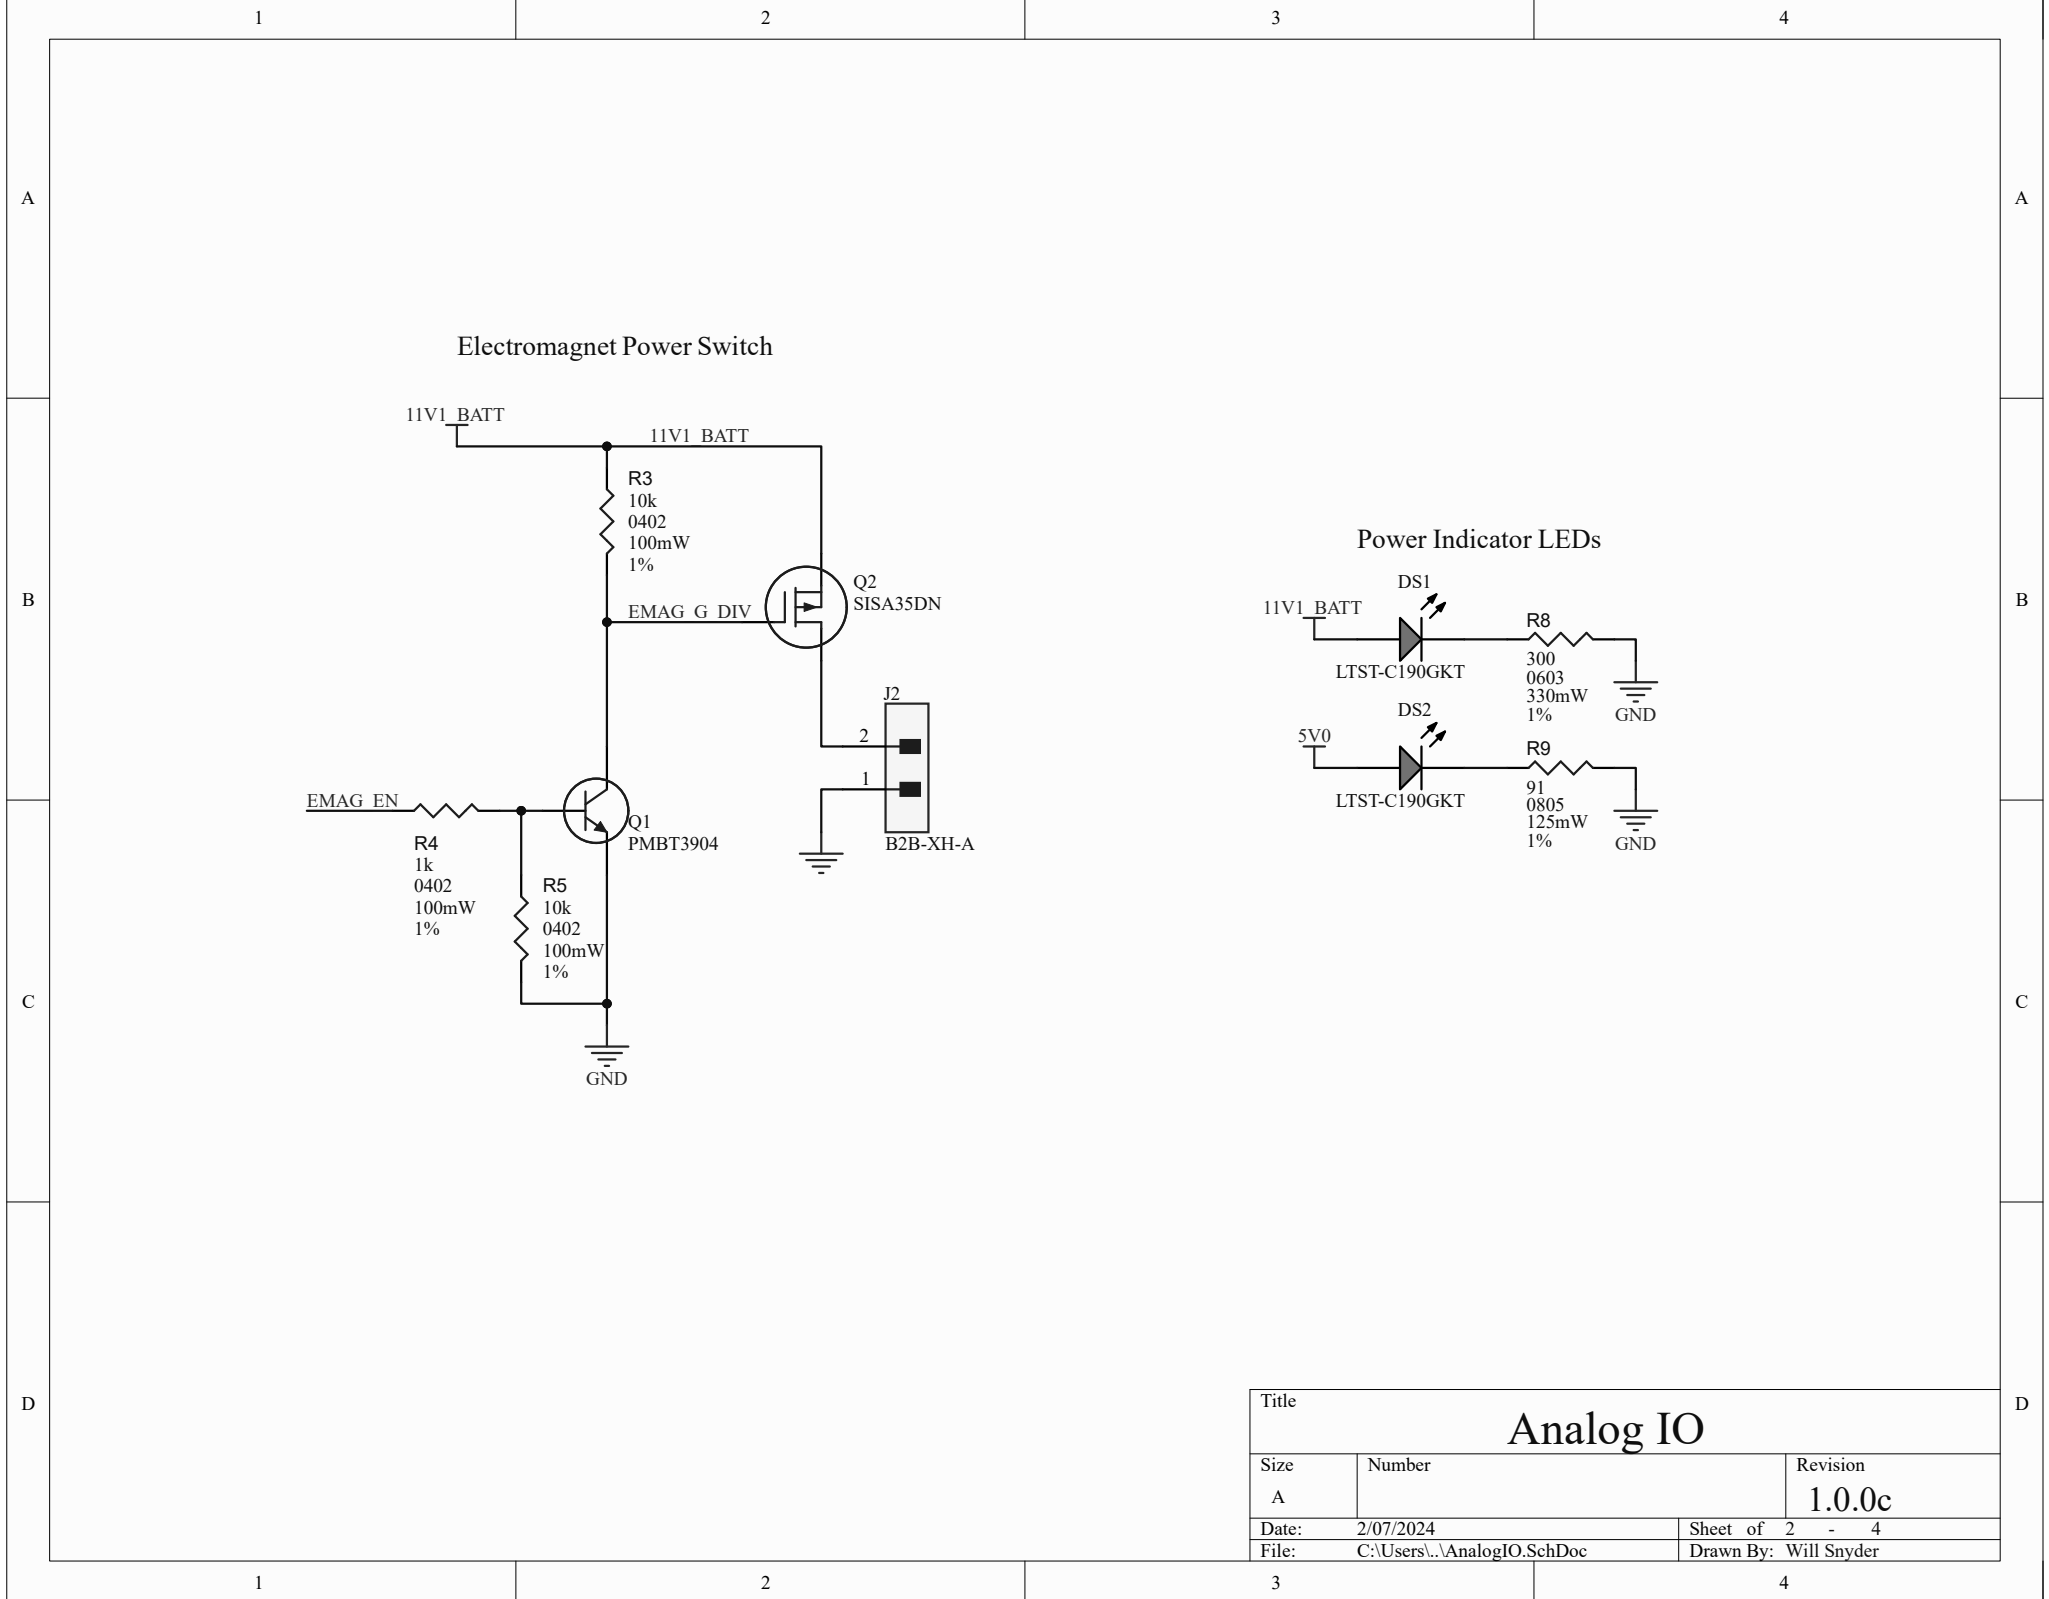 1 2 3 4
A A
Electromagnet Power Switch
11V1_BATT
11V1_BATT
R3
10k
0402
100mW
1%
EMAG_G_DIV
Q2
SISA35DN
J2
2
1
B2B-XH-A
EMAG_EN
R4
1k
0402
100mW
1%
Q1
PMBT3904
R5
10k
0402
100mW
1%
GND
B B
Power Indicator LEDs
DS1
11V1_BATT
LTST-C190GKT
R8
300
0603
330mW
1%
GND
DS2
5V0
LTST-C190GKT
R9
91
0805
125mW
1%
GND
C C
D D
Title
Analog IO
Size
A
Number
Revision
1.0.0c
Date: 2/07/2024
Sheet of 2 - 4
File: C:\Users\..\AnalogIO.SchDoc
Drawn By: Will Snyder
1 2 3 4